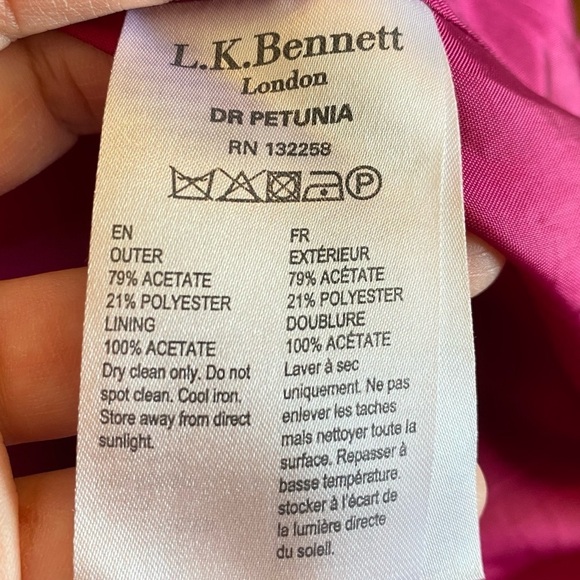 L.K.Bennett
London
DR PETUNIA
RN 132258
P
EN
OUTER
79% ACETATE
21% POLYESTER
LINING
100% ACETATE
Dry clean only. Do not
spot clean. Cool iron.
Store away from direct
sunlight.
FR
EXTÉRIEUR
79% ACÉTATE
21% POLYESTER
DOUBLURE
100% ACÉTATE
Laver à sec
uniquement. Ne pas
enlever les taches
mais nettoyer toute la
surface. Repasser à
basse température.
stocker à l'écart de
la lumière directe
du soleil.